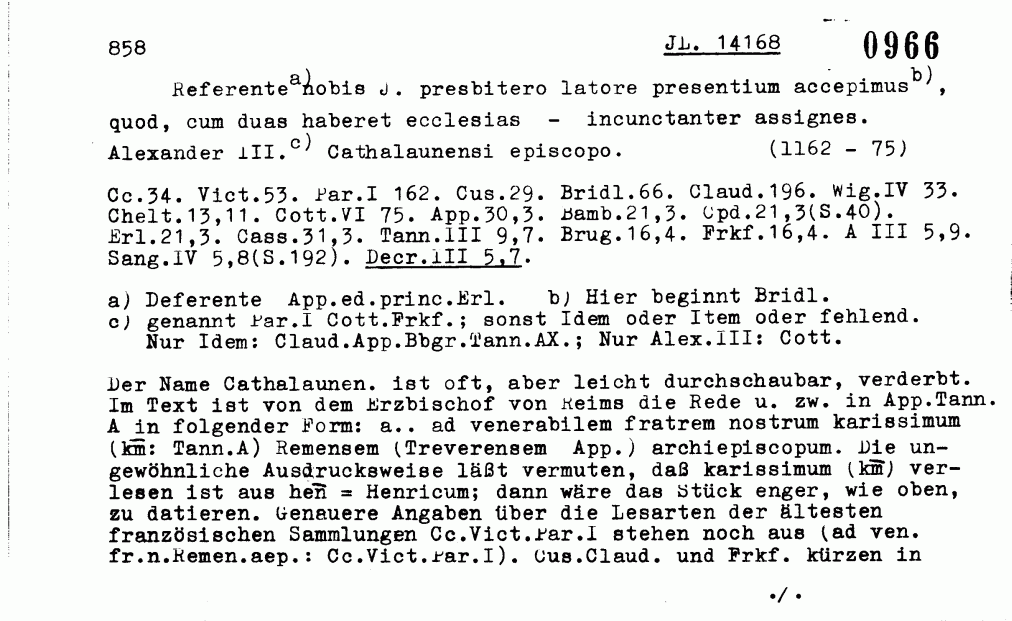 858 JL. 14168 0966
Referente a) nobis J. presbitero latore presentium accepimus b),
quod, cum duas haberet ecclesias - incunctanter assignes.
Alexander III. c) Cathalaunensi episcopo. (1162 - 75)
Cc.34. Vict.53. Par.I 162. Cus.29. Bridl.66. Claud.196. Wig.IV 33.
Chelt.13,11. Cott.VI 75. App.30,3. Bamb.21,3. Cpd.21,3(S.40).
Erl.21,3. Cass.31,3. Tann.III 9,7. Brug.16,4. Frkf.16,4. A III 5,9.
Sang.IV 5,8(S.192). Decr.III 5,7.
a) Deferente App.ed.princ.Erl. b) Hier beginnt Bridl.
c) genannt Par.I Cott.Frkf.; sonst Idem oder Item oder fehlend.
Nur Idem: Claud.App.Bbgr.Tann.AX.; Nur Alex.III: Cott.
Der Name Cathalaunen. ist oft, aber leicht durchschaubar, verderbt.
Im Text ist von dem Erzbischof von Reims die Rede u. zw. in App.Tann.
A in folgender Form: a.. ad venerabilem fratrem nostrum karissimum
(km̅: Tann.A) Remensem (Treverensem App.) archiepiscopum. Die un-
gewöhnliche Ausdrucksweise läßt vermuten, daß karissimum (km̅) ver-
lesen ist aus hen̅ = Henricum; dann wäre das Stück enger, wie oben,
zu datieren. Genauere Angaben über die Lesarten der ältesten
französischen Sammlungen Cc.Vict.Par.I stehen noch aus (ad ven.
fr.n.Remen.aep.: Cc.Vict.Par.I). Cus.Claud. und Frkf. kürzen in
./.